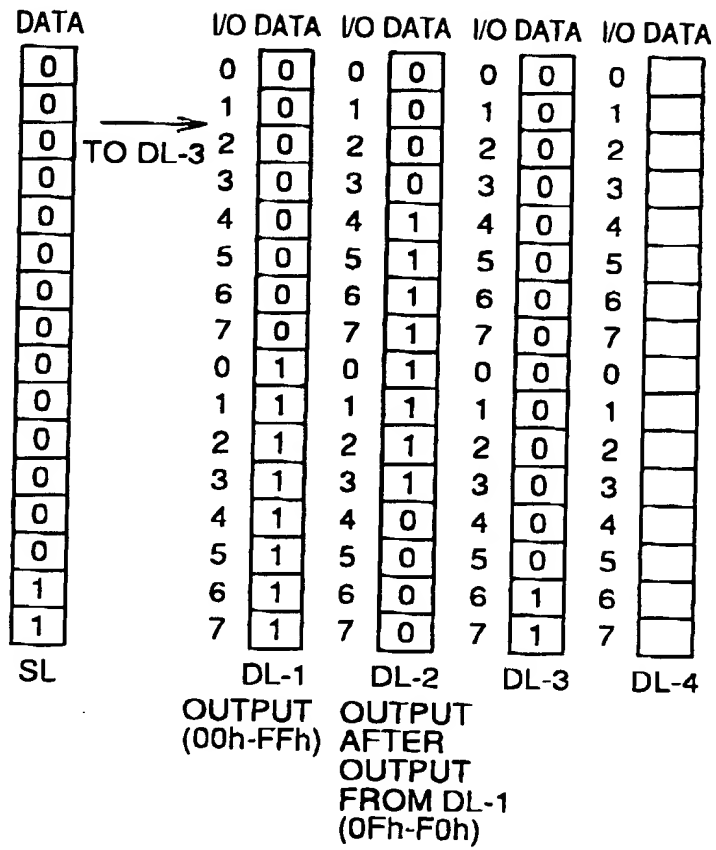 DATA I/O DATA I/O DATA I/O DATA I/O DATA
0 0 0 0 0 0 0 0
0 1 0 1 0 1 0 1
TO DL-3
0 2 0 2 0 2 0 2
0 3 0 3 0 3 0 3
0 4 0 4 1 4 0 4
0 5 0 5 1 5 0 5
0 6 0 6 1 6 0 6
0 7 0 7 1 7 0 7
0 0 1 0 1 0 0 0
0 1 1 1 1 1 0 1
0 2 1 2 1 2 0 2
0 3 1 3 1 3 0 3
0 4 1 4 0 4 0 4
0 5 1 5 0 5 0 5
1 6 1 6 0 6 1 6
1 7 1 7 0 7 1 7
SL DL-1 DL-2 DL-3 DL-4
OUTPUT
(00h-FFh)
OUTPUT
AFTER
OUTPUT
FROM DL-1
(0Fh-F0h)